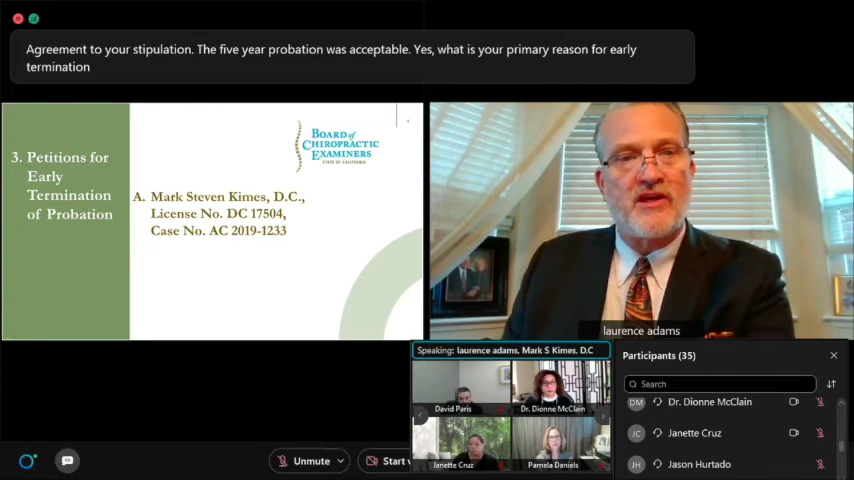 Agreement to your stipulation. The five year probation was acceptable. Yes, what is your primary reason for early
termination
3. Petitions for
Early
Termination
of Probation
BOARD of
CHIROPRACTIC
EXAMINERS
STATE OF CALIFORNIA
A. Mark Steven Kimes, D.C.,
License No. DC 17504,
Case No. AC 2019-1233
laurence adams
Speaking: laurence adams, Mark S Kimes, D.C
David Paris
Dr. Dionne McClain
Janette Cruz
Pamela Daniels
Participants (35)
Search
DM Dr. Dionne McClain
JC Janette Cruz
JH Jason Hurtado
Unmute
Start v